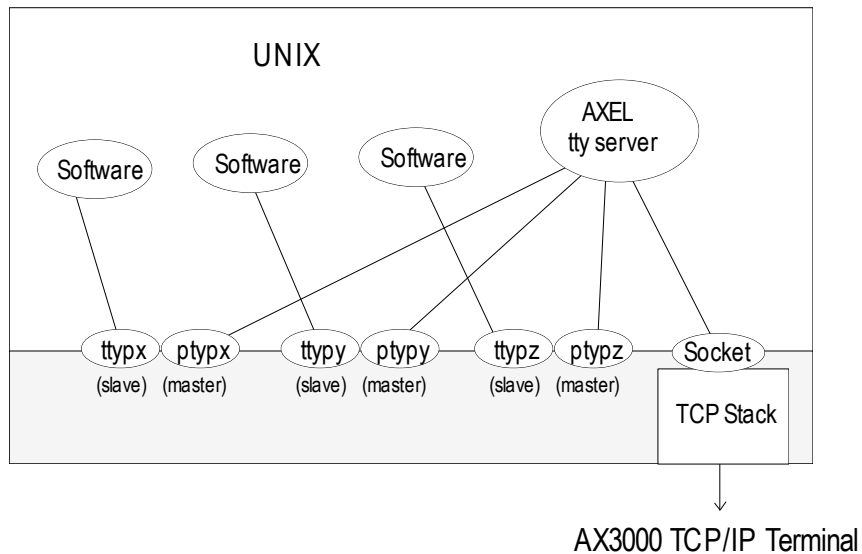 UNIX
AXEL
tty server
Software
Software
Software
ttypx
ptypx
ttypy
ptypy
ttypz
ptypz
Socket
(slave)
(master)
(slave)
(master)
(slave)
(master)
TCP Stack
AX3000 TCP/IP Terminal